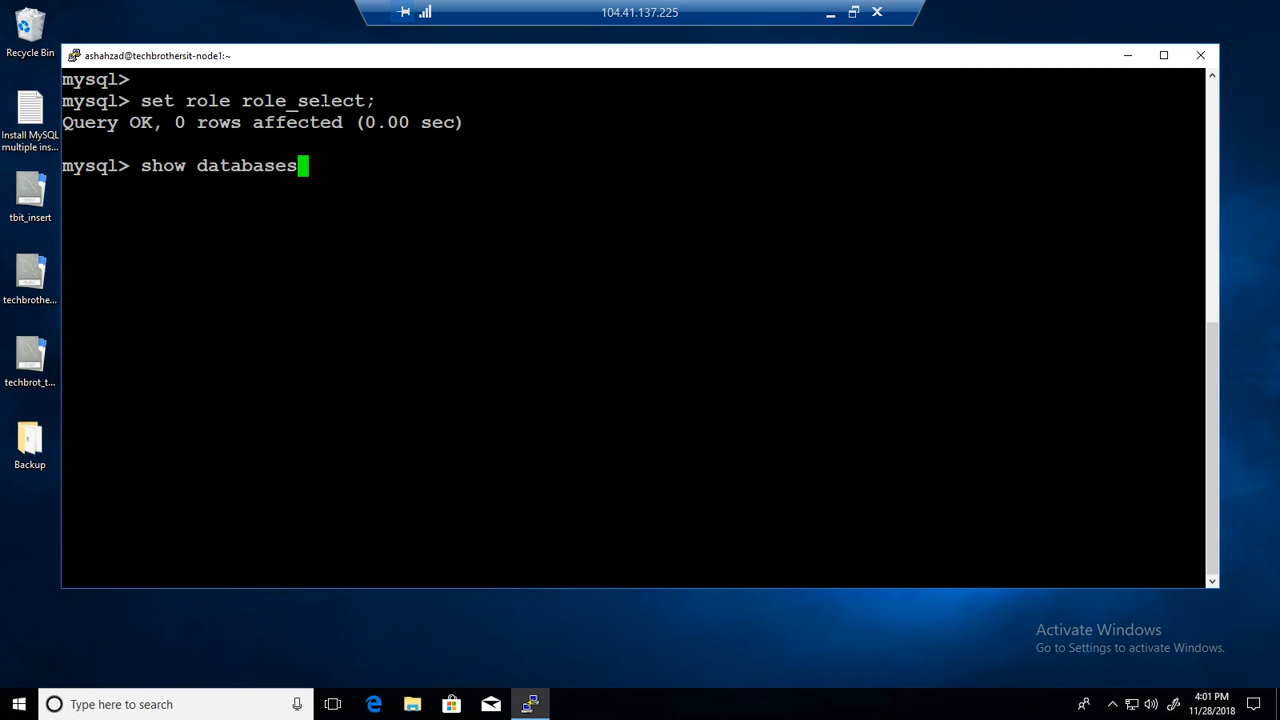 104.41.137.225
Recycle Bin
ashahzad@techbrothersit-node1:~
mysql>
mysql> set role role_select;
Query OK, 0 rows affected (0.00 sec)
mysql> show databases
Install MySQL
multiple ins...
tbit_insert
techbrothe...
techbrot_t...
Backup
Activate Windows
Go to Settings to activate Windows.
Type here to search
4:01 PM
11/28/2018